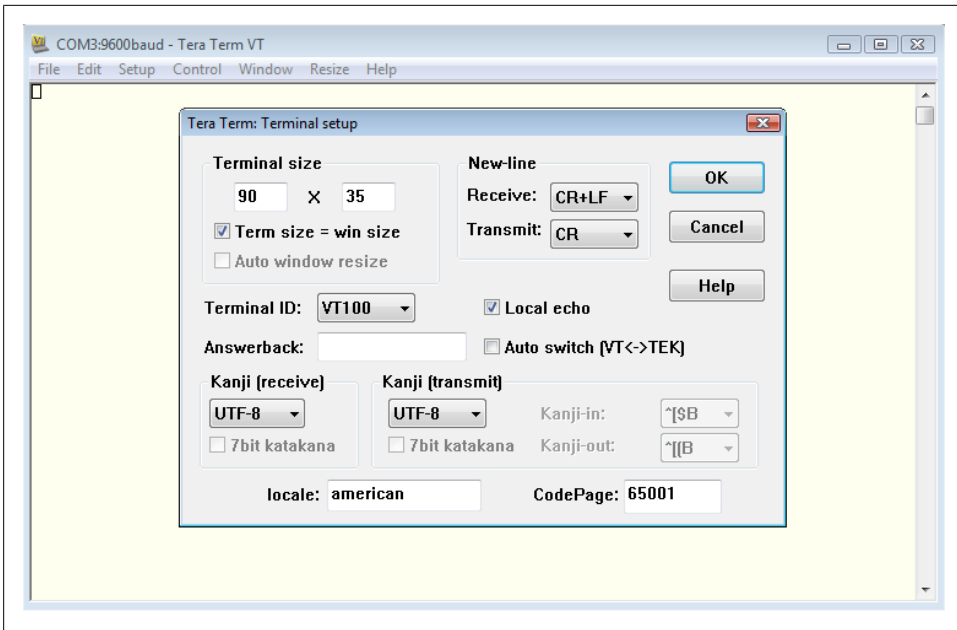 COM3:9600baud - Tera Term VT
File Edit Setup Control Window Resize Help
Tera Term: Terminal setup
Terminal size
90 X 35
Term size = win size
Auto window resize
New-line
Receive: CR+LF
Transmit: CR
OK
Cancel
Help
Terminal ID: VT100
Local echo
Answerback:
Auto switch (VT<->TEK)
Kanji (receive)
UTF-8
7bit katakana
Kanji (transmit)
UTF-8
7bit katakana
Kanji-in: ^[$B
Kanji-out: ^[(B
locale: american
CodePage: 65001